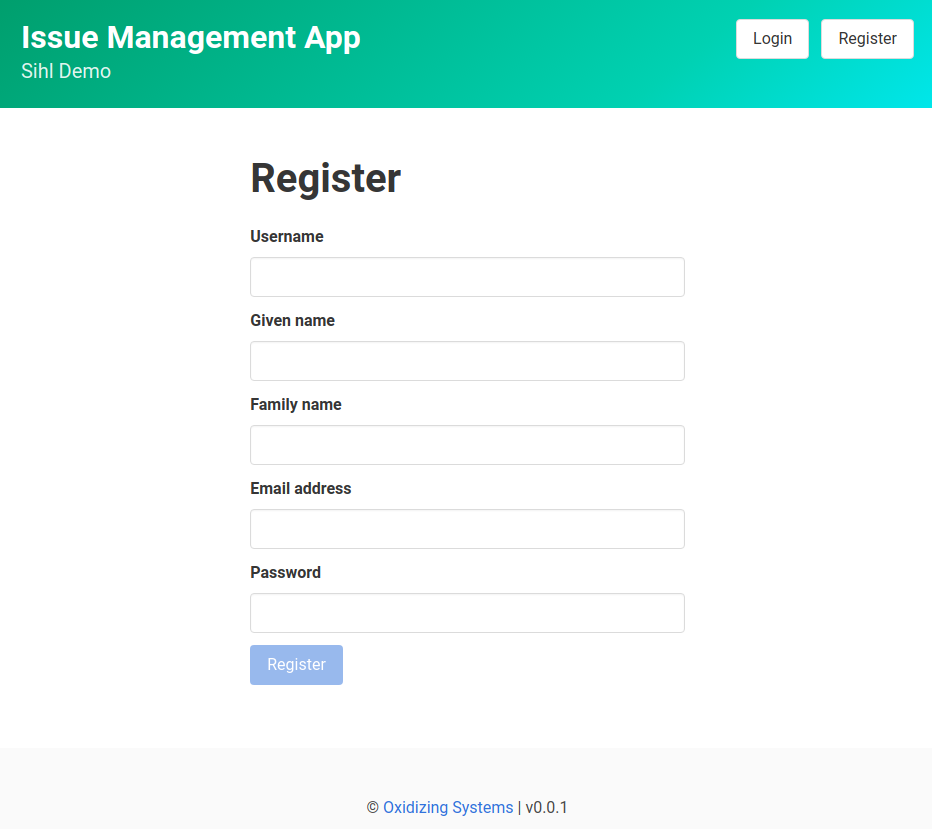 Issue Management App
Sihl Demo
Login
Register
Register
Username
Given name
Family name
Email address
Password
Register
© Oxidizing Systems | v0.0.1